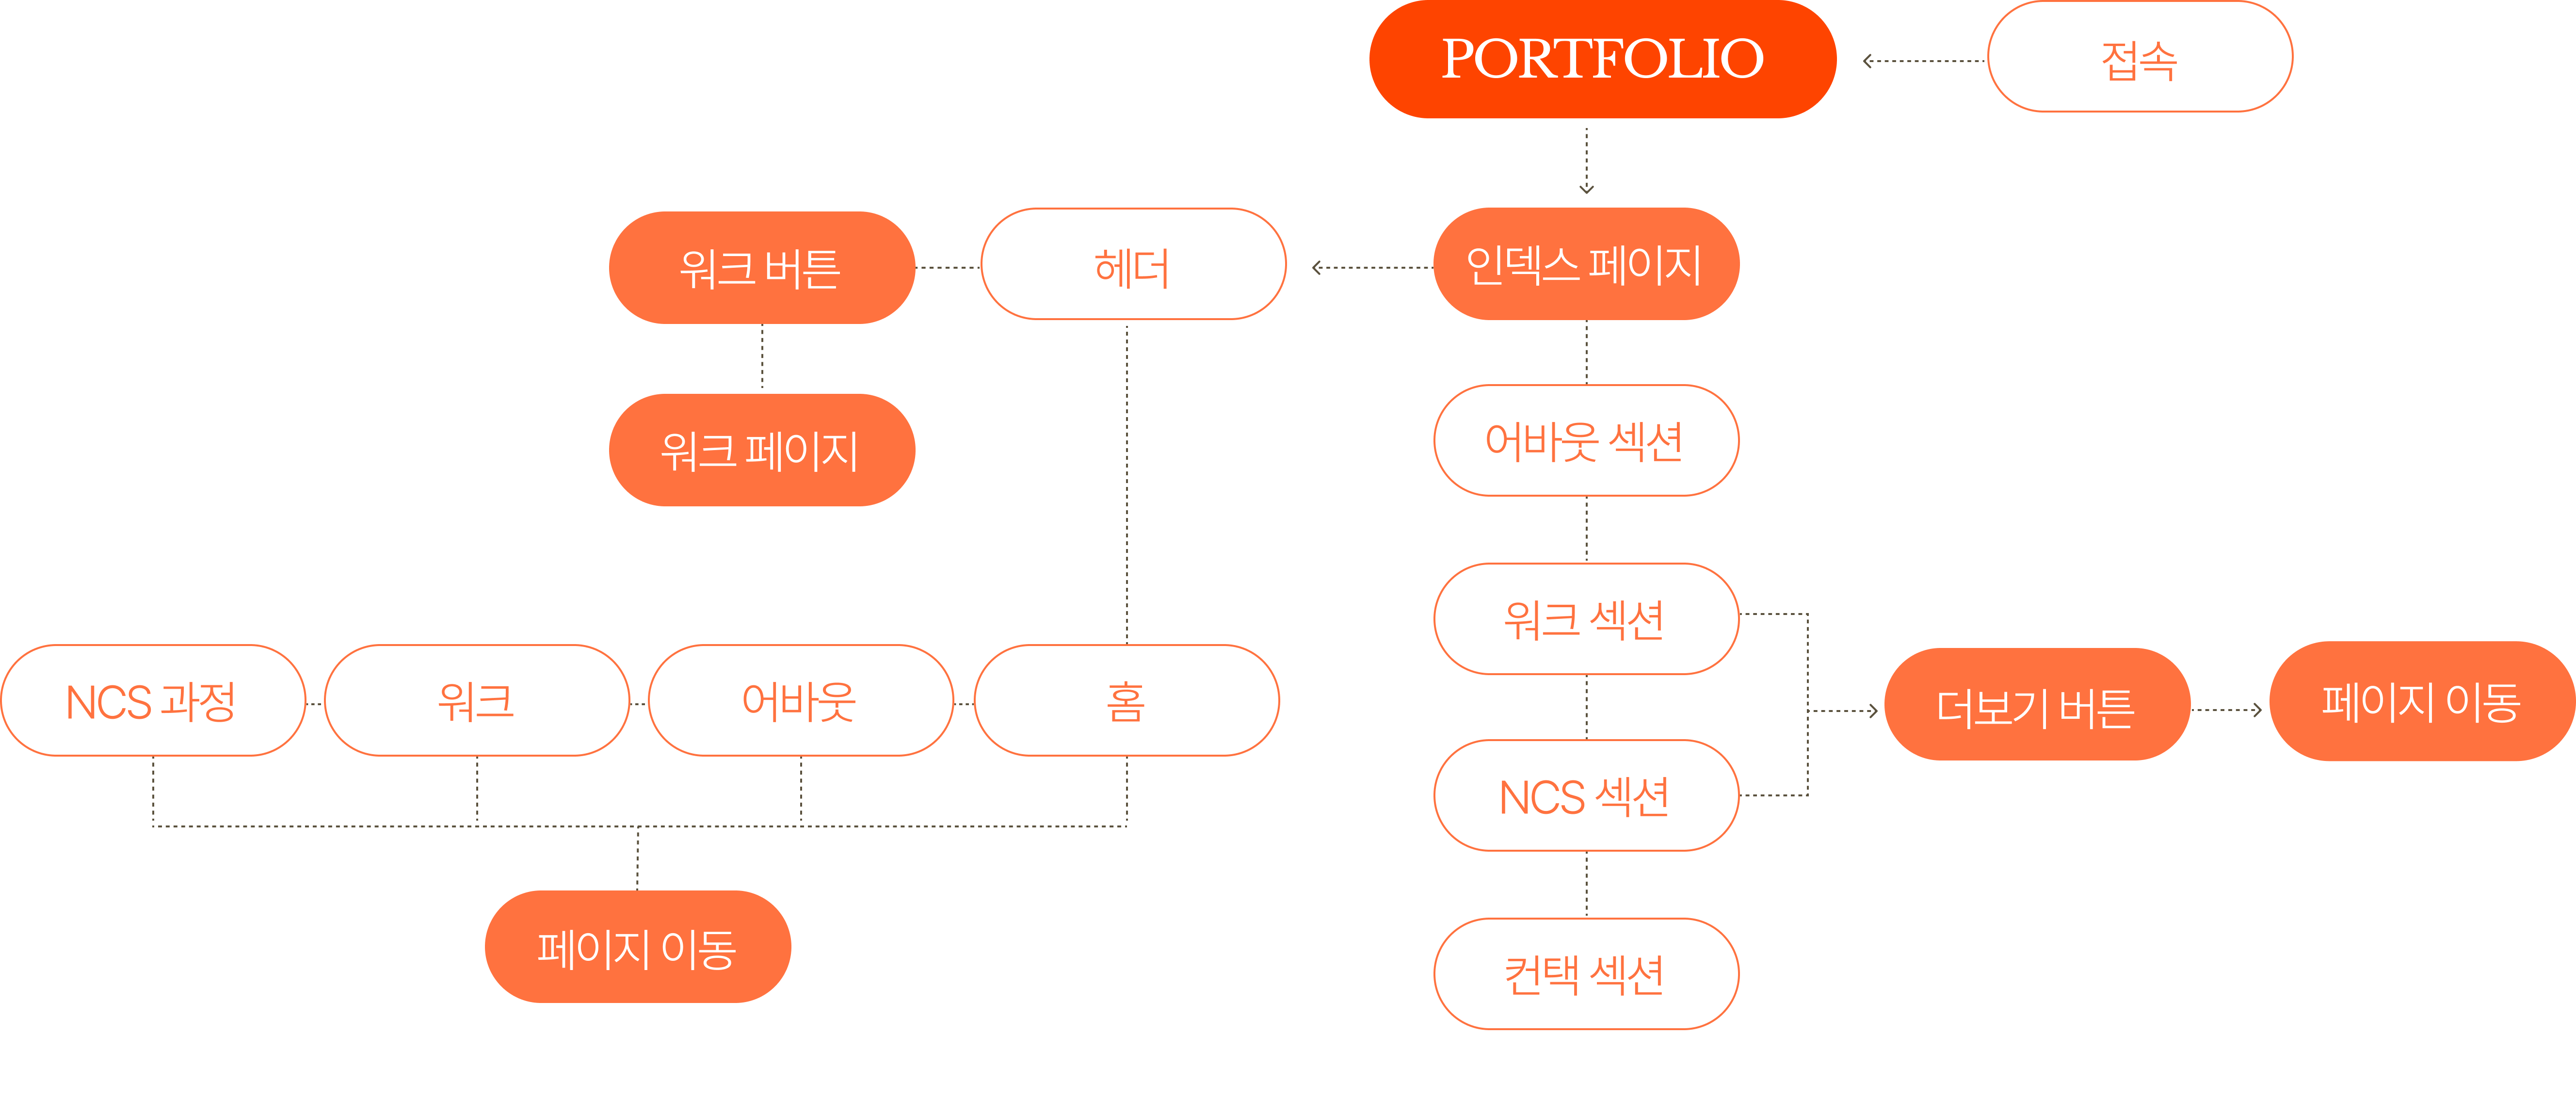 PORTFOLIO
접속
워크 버튼
헤더
인덱스 페이지
워크 페이지
어바웃 섹션
워크 섹션
NCS 과정
워크
어바웃
홈
더보기 버튼
페이지 이동
NCS 섹션
페이지 이동
컨택 섹션